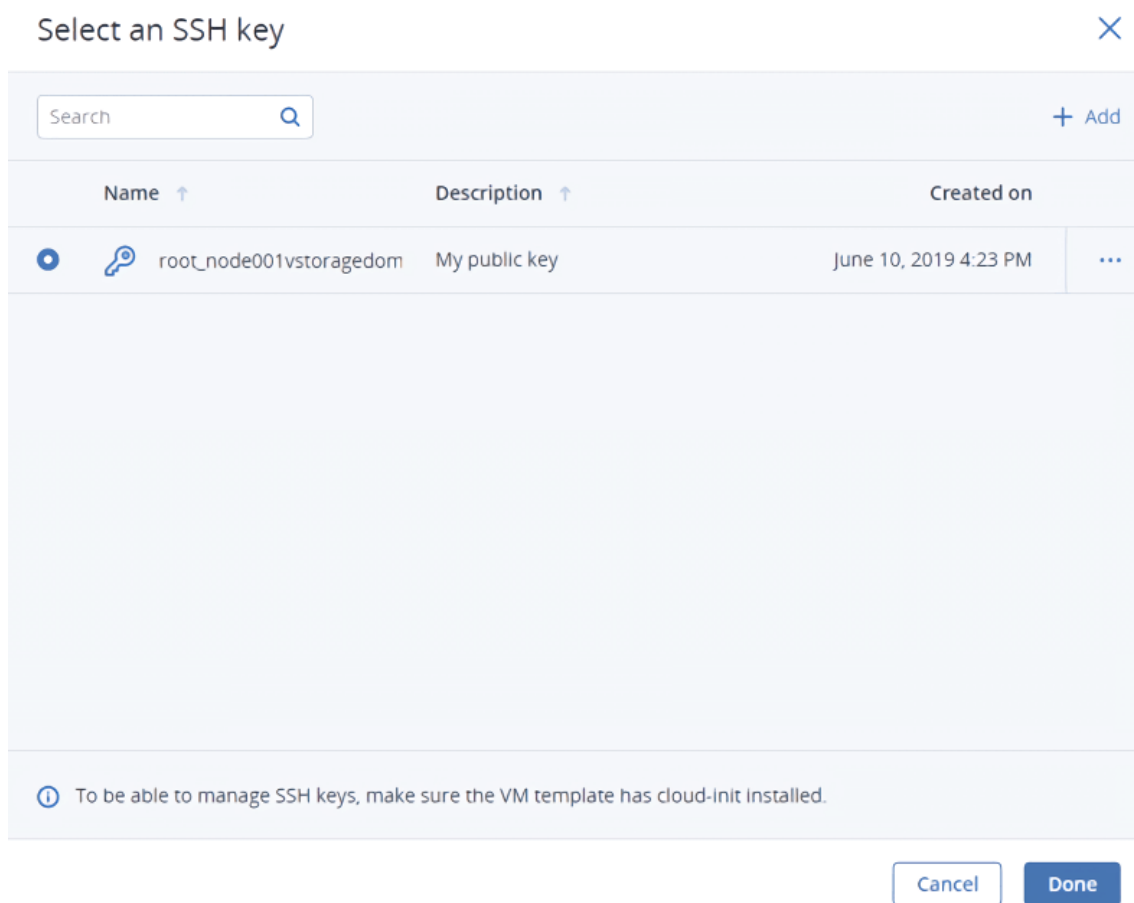 Select an SSH key
Search
Add
Name Description Created on
root_node001vstoragedom My public key June 10, 2019 4:23 PM
To be able to manage SSH keys, make sure the VM template has cloud-init installed.
Cancel Done